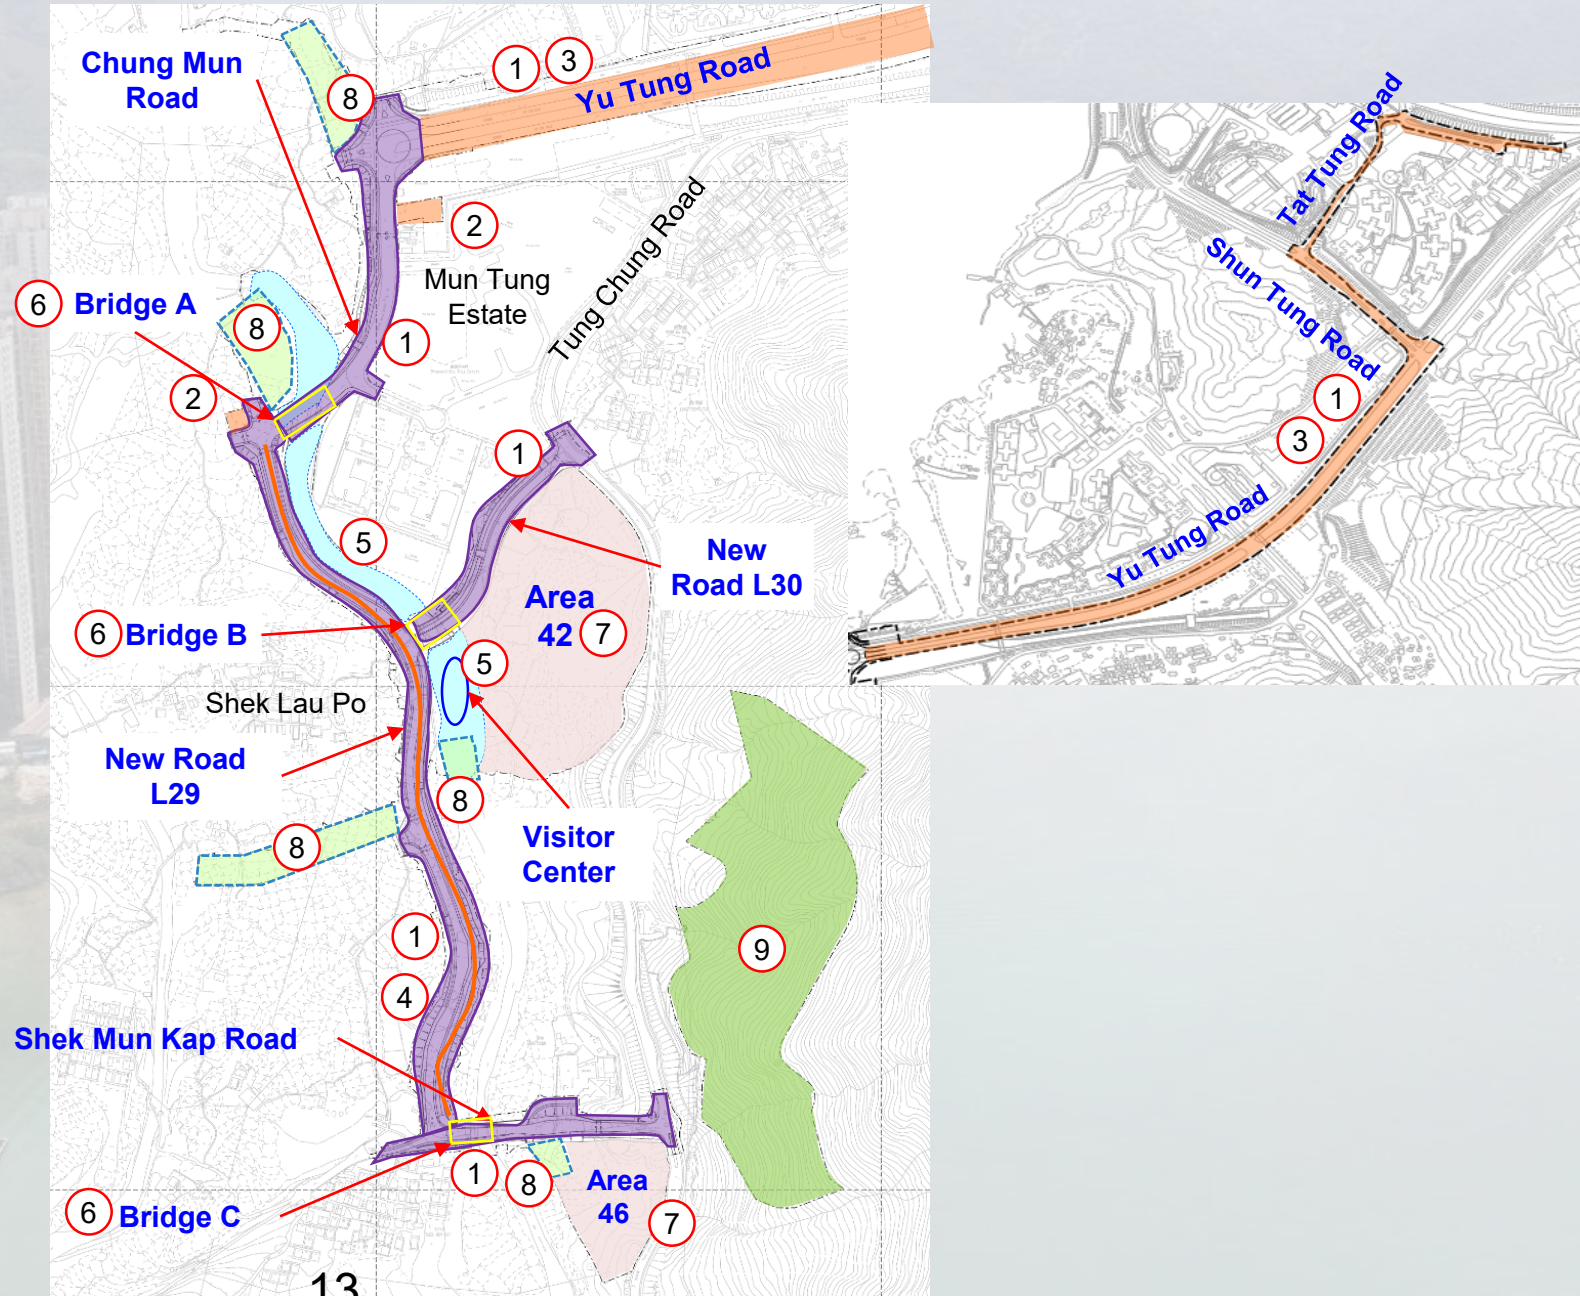 Chung Mun
Road
1
3
Yu Tung Road
8
2
Mun Tung
Estate
Tung Chung Road
6
Bridge A
8
1
2
1
5
New
Road L30
Area
42
7
6
Bridge B
5
Shek Lau Po
New Road
L29
8
Visitor
Center
8
1
9
4
Shek Mun Kap Road
1
8
Area
46
7
6
Bridge C
13
Tat Tung Road
Shun Tung Road
1
3
Yu Tung Road